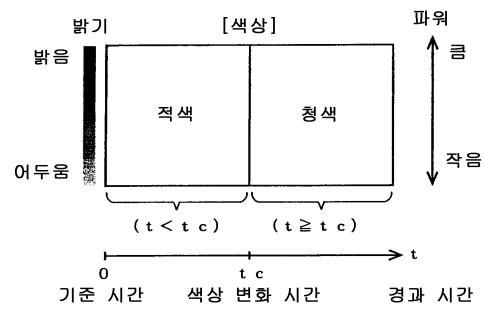 밝기 [색상] 파워
밝음 큼
적색 청색
어두움 작음
(t < t c) (t ≧ t c)
t
0 t c
기준 시간 색상 변화 시간 경과 시간